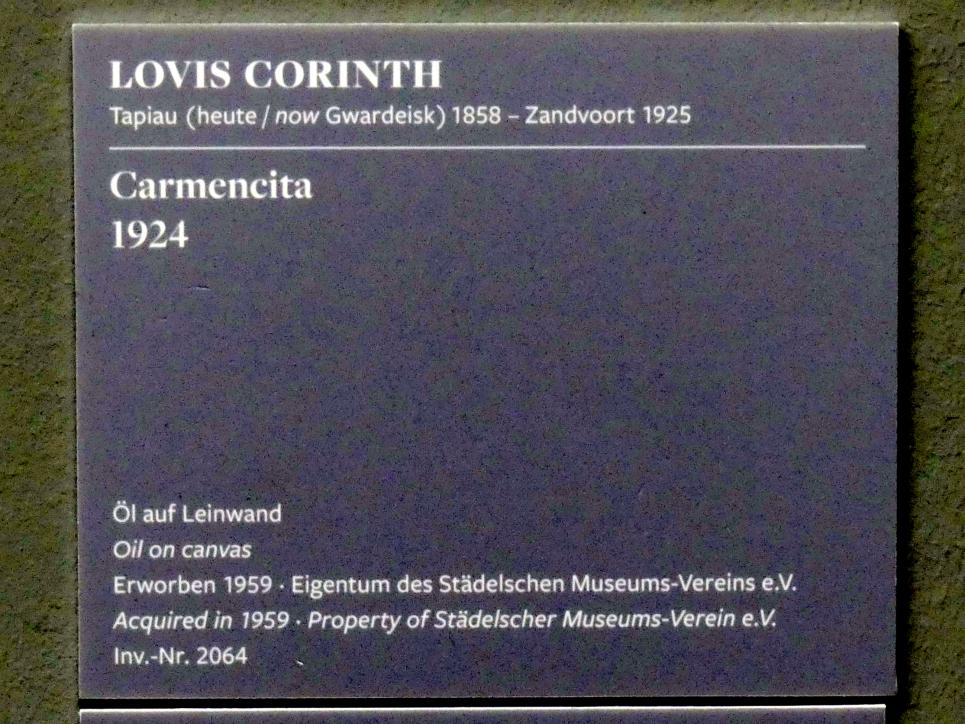 LOVIS CORINTH
Tapiau (heute / now Gwardeisk) 1858 – Zandvoort 1925
Carmencita
1924
Öl auf Leinwand
Oil on canvas
Erworben 1959 · Eigentum des Städelschen Museums-Vereins e.V.
Acquired in 1959 · Property of Städelscher Museums-Verein e.V.
Inv.-Nr. 2064